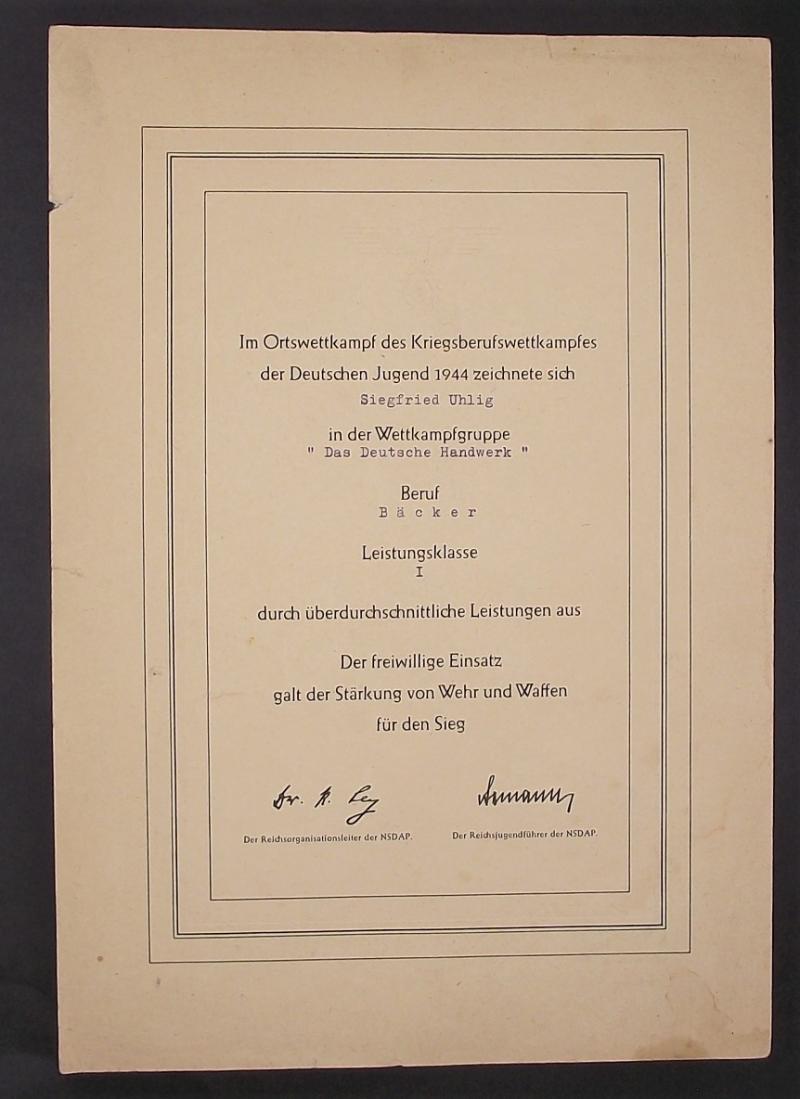 Im Ortswettkampf des Kriegsberufswettkampfes
der Deutschen Jugend 1944 zeichnete sich
Siegfried Uhlig
in der Wettkampfgruppe
" Das Deutsche Handwerk "
Beruf
B ä c k e r
Leistungsklasse
I
durch überdurchschnittliche Leistungen aus
Der freiwillige Einsatz
galt der Stärkung von Wehr und Waffen
für den Sieg
Dr. R. Ley
Der Reichsorganisationsleiter der NSDAP.
Der Reichsjugendführer der NSDAP.